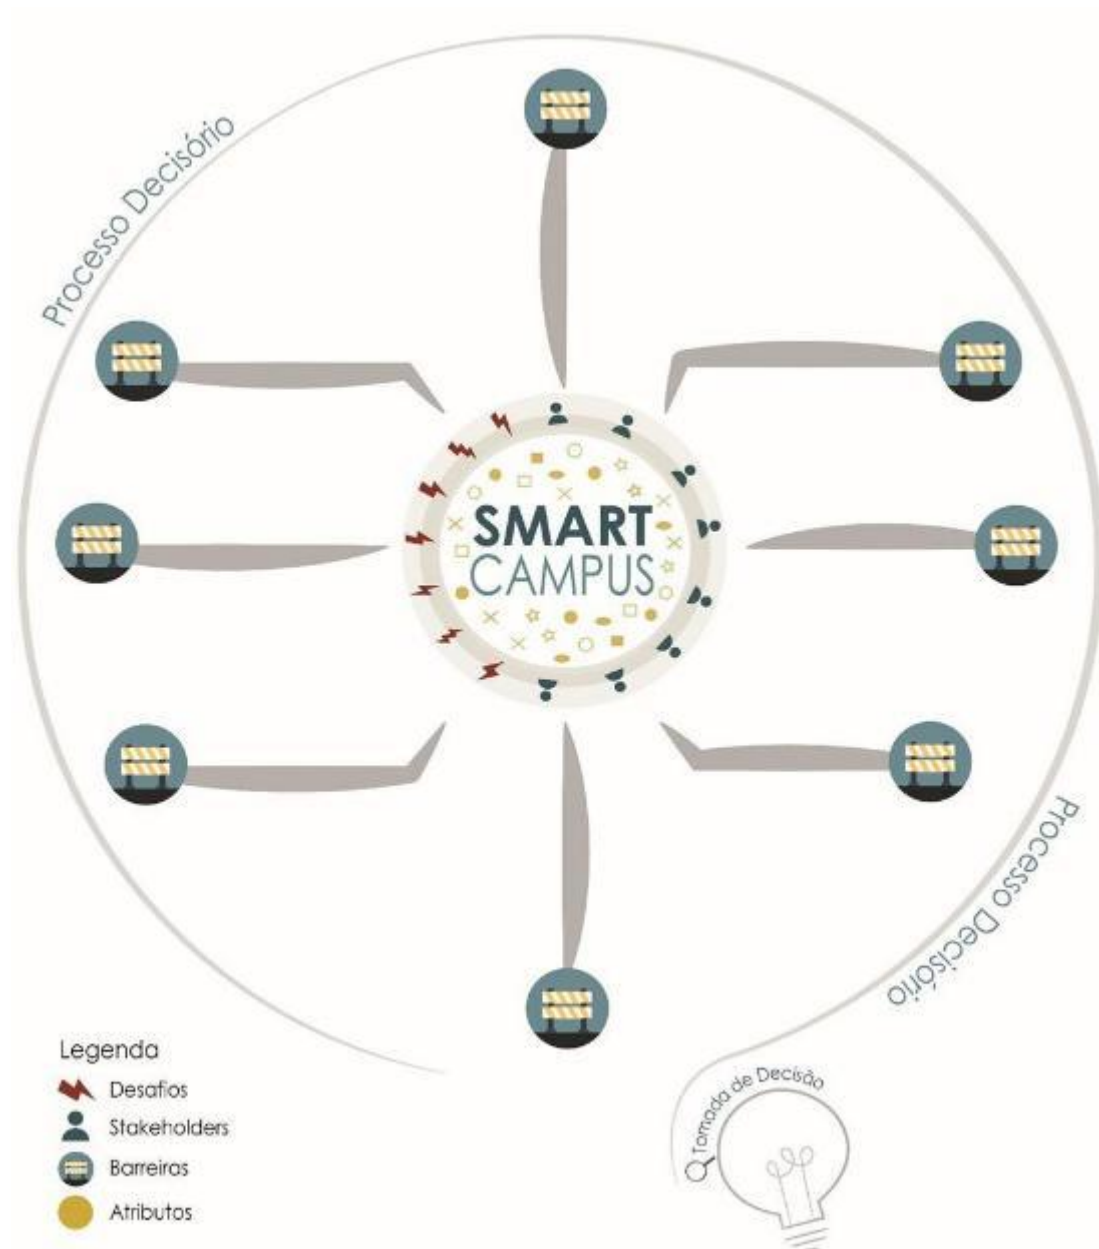 Processo Decisório
SMART
CAMPUS
Processo Decisório
Tomada de Decisão
Legenda
Desafios
Stakeholders
Barreiras
Atributos